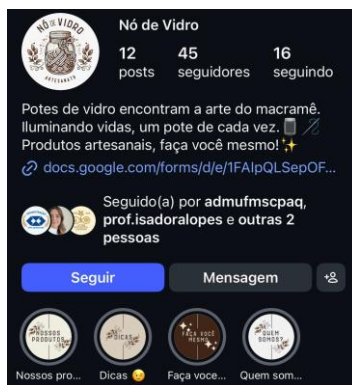 NÓ DE VIDRO
ARTESANATO
Nó de Vidro
12 45 16
posts seguidores seguindo
Potes de vidro encontram a arte do macramê.
Iluminando vidas, um pote de cada vez.
Produtos artesanais, faça você mesmo!
docs.google.com/forms/d/e/1FAIpQLSepOF...
Seguido(a) por admufmscpaq,
prof.isadoralopes e outras 2
pessoas
Seguir Mensagem
NOSSOS
PRODUTOS
DICAS
FAÇA VOCÊ
MESMO
QUEM
SOMOS?
Nossos pro... Dicas Faça voce... Quem som...